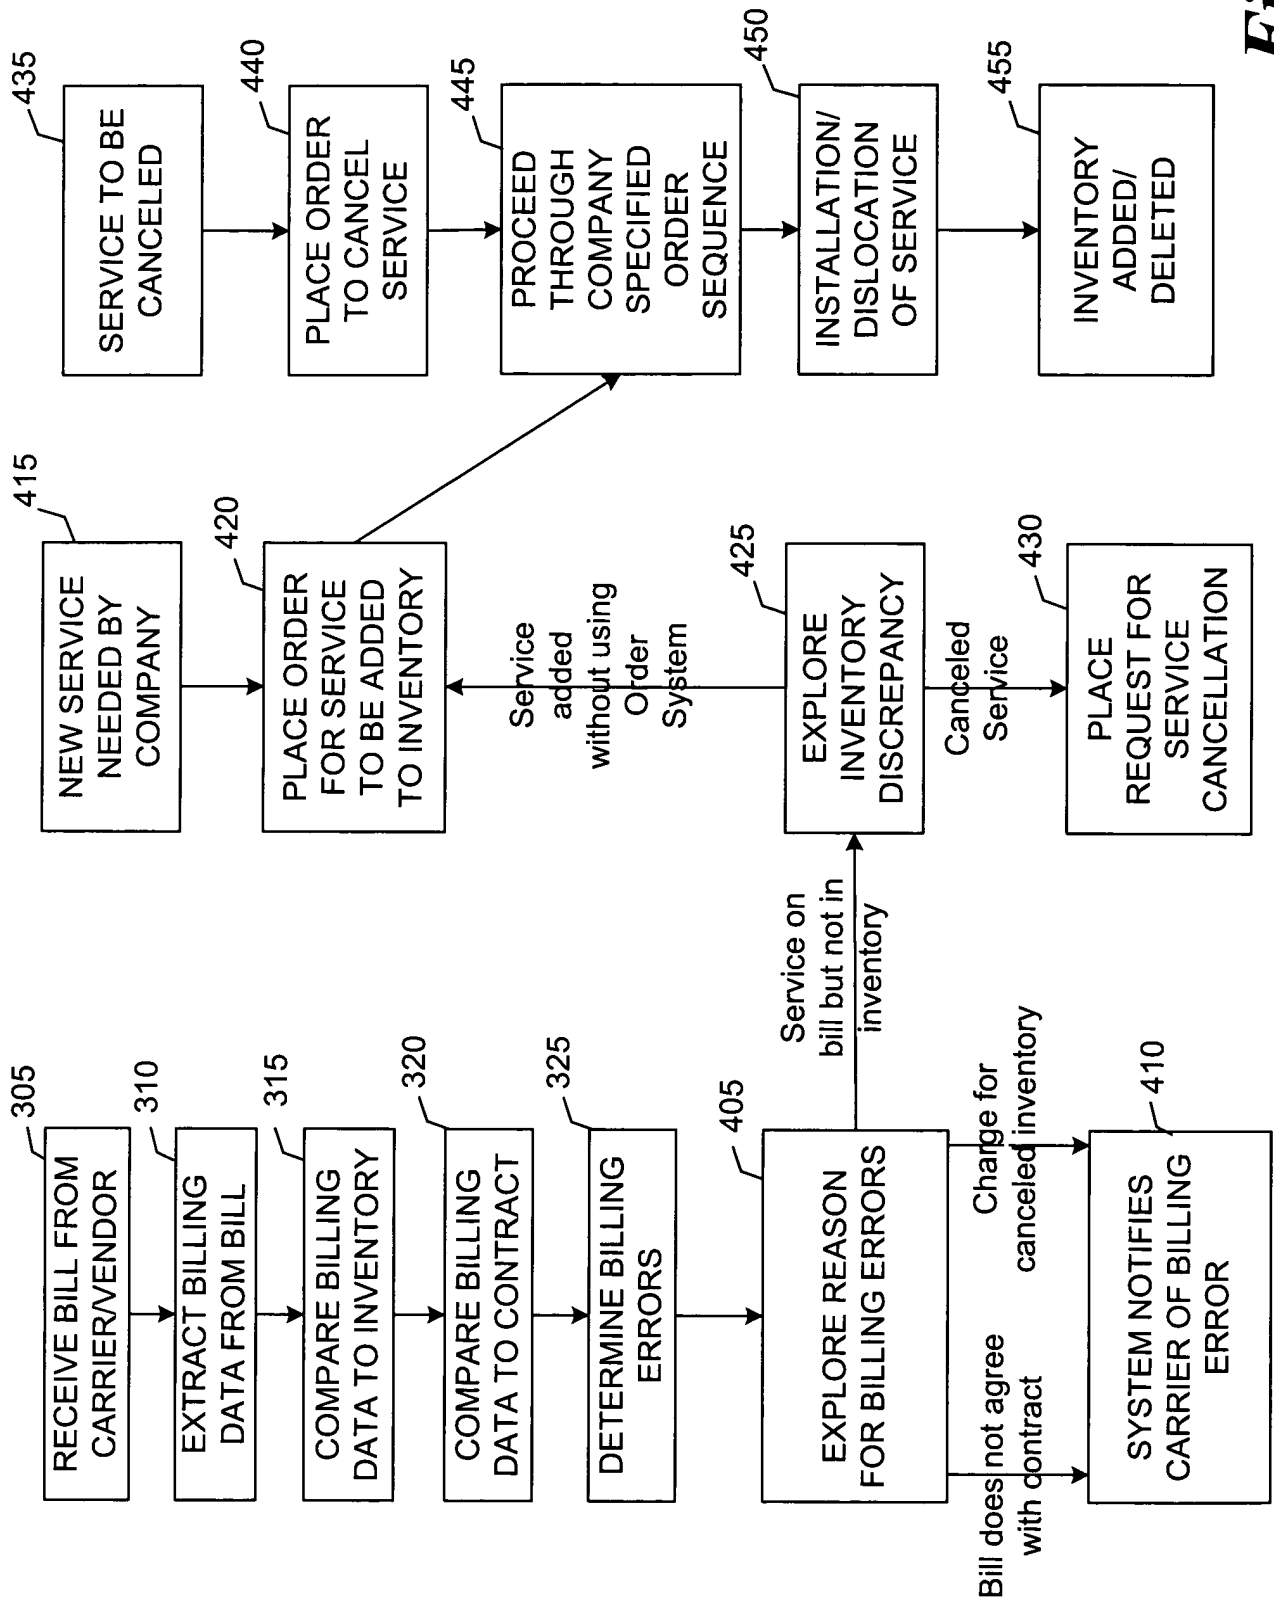 305
RECEIVE BILL FROM
CARRIER/VENDOR
310
EXTRACT BILLING
DATA FROM BILL
315
COMPARE BILLING
DATA TO INVENTORY
320
COMPARE BILLING
DATA TO CONTRACT
325
DETERMINE BILLING
ERRORS
405
EXPLORE REASON
FOR BILLING ERRORS
Bill does not agree
with contract
Charge for
canceled inventory
410
SYSTEM NOTIFIES
CARRIER OF BILLING
ERROR
Service on
bill but not in
inventory
415
NEW SERVICE
NEEDED BY
COMPANY
420
PLACE ORDER
FOR SERVICE
TO BE ADDED
TO INVENTORY
Service
added
without using
Order
System
425
EXPLORE
INVENTORY
DISCREPANCY
Canceled
Service
430
PLACE
REQUEST FOR
SERVICE
CANCELLATION
435
SERVICE TO BE
CANCELED
440
PLACE ORDER
TO CANCEL
SERVICE
445
PROCEED
THROUGH
COMPANY
SPECIFIED
ORDER
SEQUENCE
450
INSTALLATION/
DISLOCATION
OF SERVICE
455
INVENTORY
ADDED/
DELETED